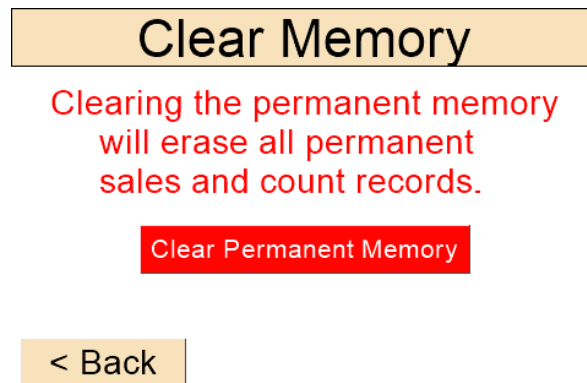 Clear Memory
Clearing the permanent memory
will erase all permanent
sales and count records.
Clear Permanent Memory
< Back